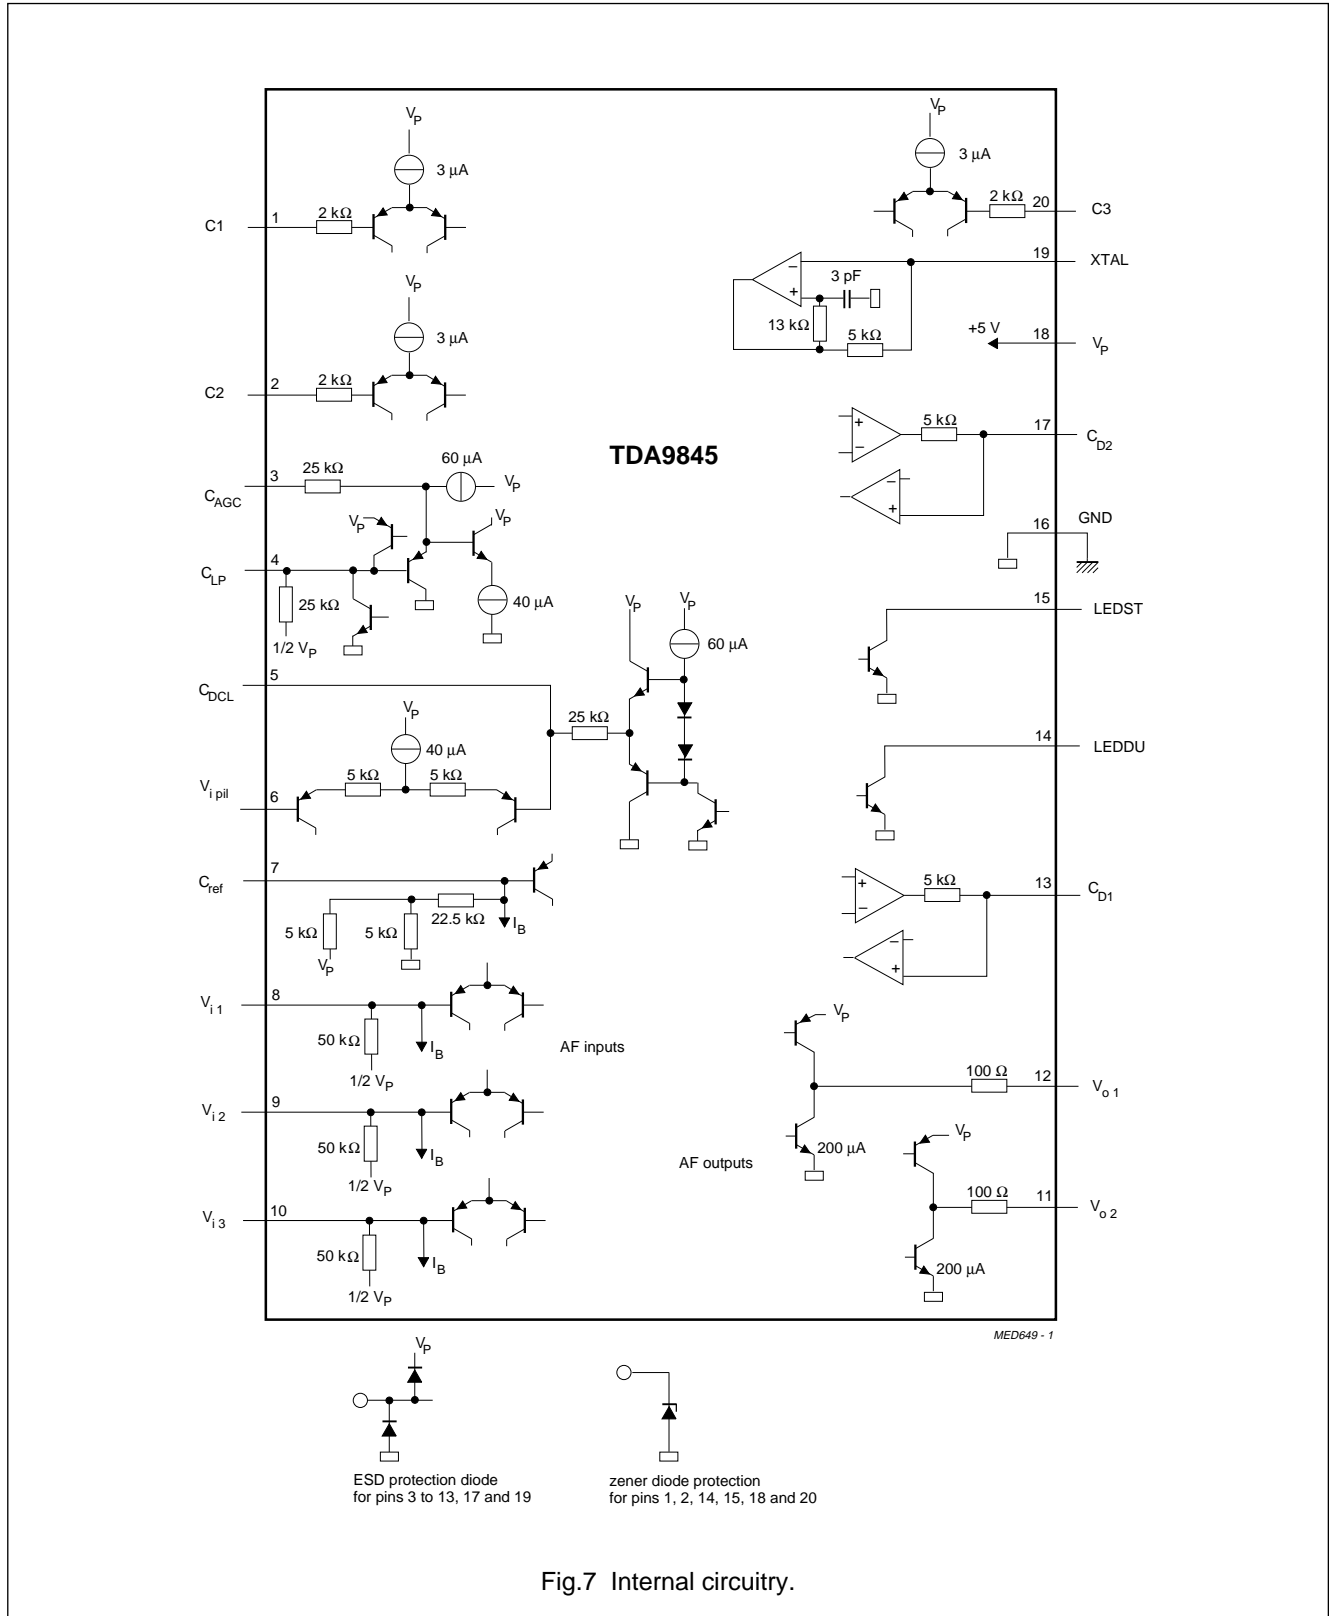 V_P
3 µA
2 kΩ
C1
1
V_P
3 µA
2 kΩ
C2
2
C_AGC
3
25 kΩ
60 µA
V_P
V_P
V_P
C_LP
4
25 kΩ
1/2 V_P
40 µA
C_DCL
5
V_P
V_P
60 µA
25 kΩ
V_P
40 µA
5 kΩ
5 kΩ
V_i pil
6
C_ref
7
22.5 kΩ
I_B
5 kΩ
5 kΩ
V_P
V_i 1
8
50 kΩ
I_B
1/2 V_P
AF inputs
V_i 2
9
50 kΩ
I_B
1/2 V_P
V_i 3
10
50 kΩ
I_B
1/2 V_P
TDA9845
V_P
3 µA
2 kΩ
20
C3
19
XTAL
3 pF
13 kΩ
5 kΩ
+5 V
18
V_P
5 kΩ
17
C_D2
16
GND
15
LEDST
14
LEDDU
5 kΩ
13
C_D1
V_P
100 Ω
12
V_o 1
200 µA
AF outputs
V_P
100 Ω
11
V_o 2
200 µA
MED649 - 1
V_P
ESD protection diode
for pins 3 to 13, 17 and 19
zener diode protection
for pins 1, 2, 14, 15, 18 and 20
Fig.7 Internal circuitry.